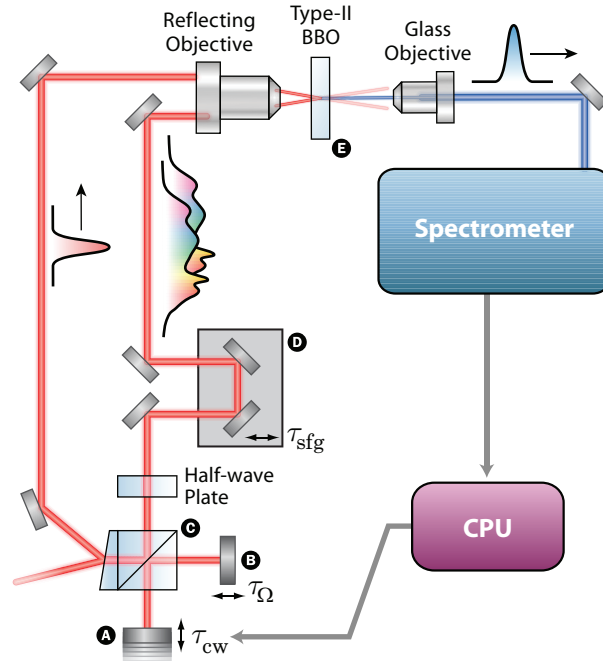 Reflecting
Objective
Type-II
BBO
Glass
Objective
E
Spectrometer
D
τsfg
Half-wave
Plate
C
B
τΩ
A
τcw
CPU